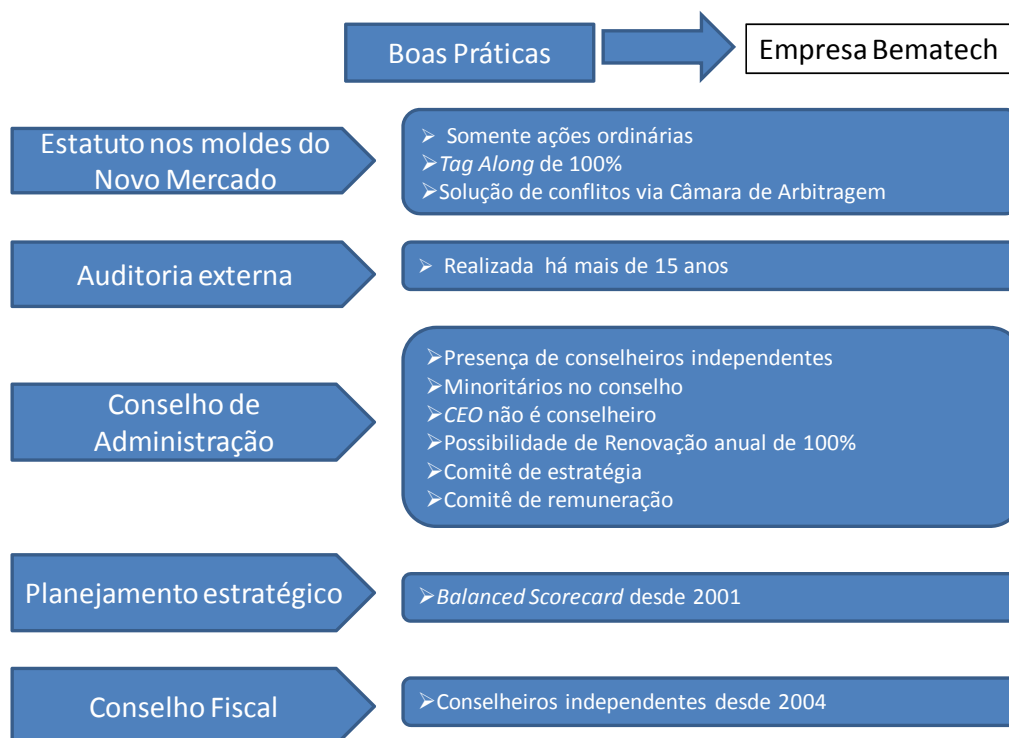 Boas Práticas
Empresa Bematech
Estatuto nos moldes do
Novo Mercado
Somente ações ordinárias
Tag Along de 100%
Solução de conflitos via Câmara de Arbitragem
Auditoria externa
Realizada há mais de 15 anos
Conselho de
Administração
Presença de conselheiros independentes
Minoritários no conselho
CEO não é conselheiro
Possibilidade de Renovação anual de 100%
Comitê de estratégia
Comitê de remuneração
Planejamento estratégico
Balanced Scorecard desde 2001
Conselho Fiscal
Conselheiros independentes desde 2004